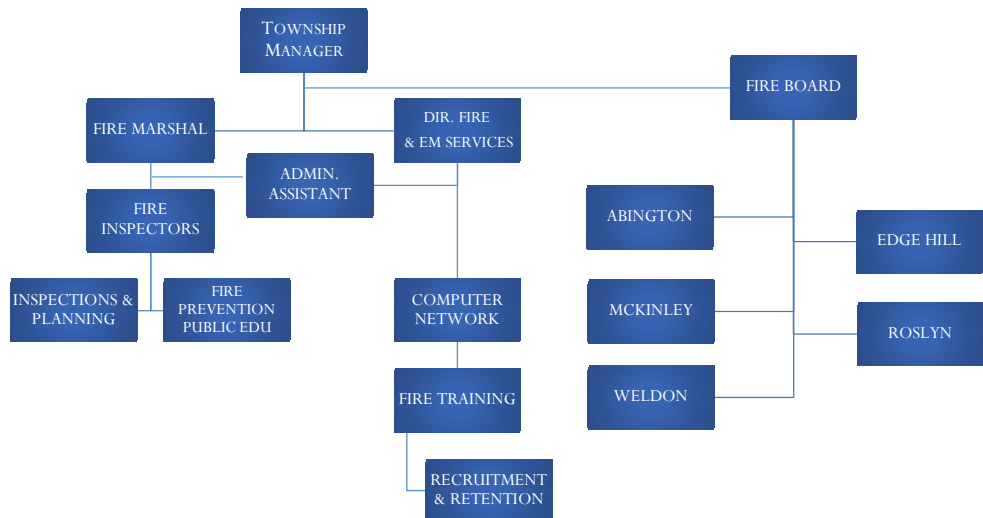 TOWNSHIP
MANAGER
FIRE BOARD
FIRE MARSHAL
DIR. FIRE
& EM SERVICES
ADMIN.
ASSISTANT
FIRE
INSPECTORS
ABINGTON
EDGE HILL
INSPECTIONS &
PLANNING
FIRE
PREVENTION
PUBLIC EDU
COMPUTER
NETWORK
MCKINLEY
ROSLYN
FIRE TRAINING
WELDON
RECRUITMENT
& RETENTION